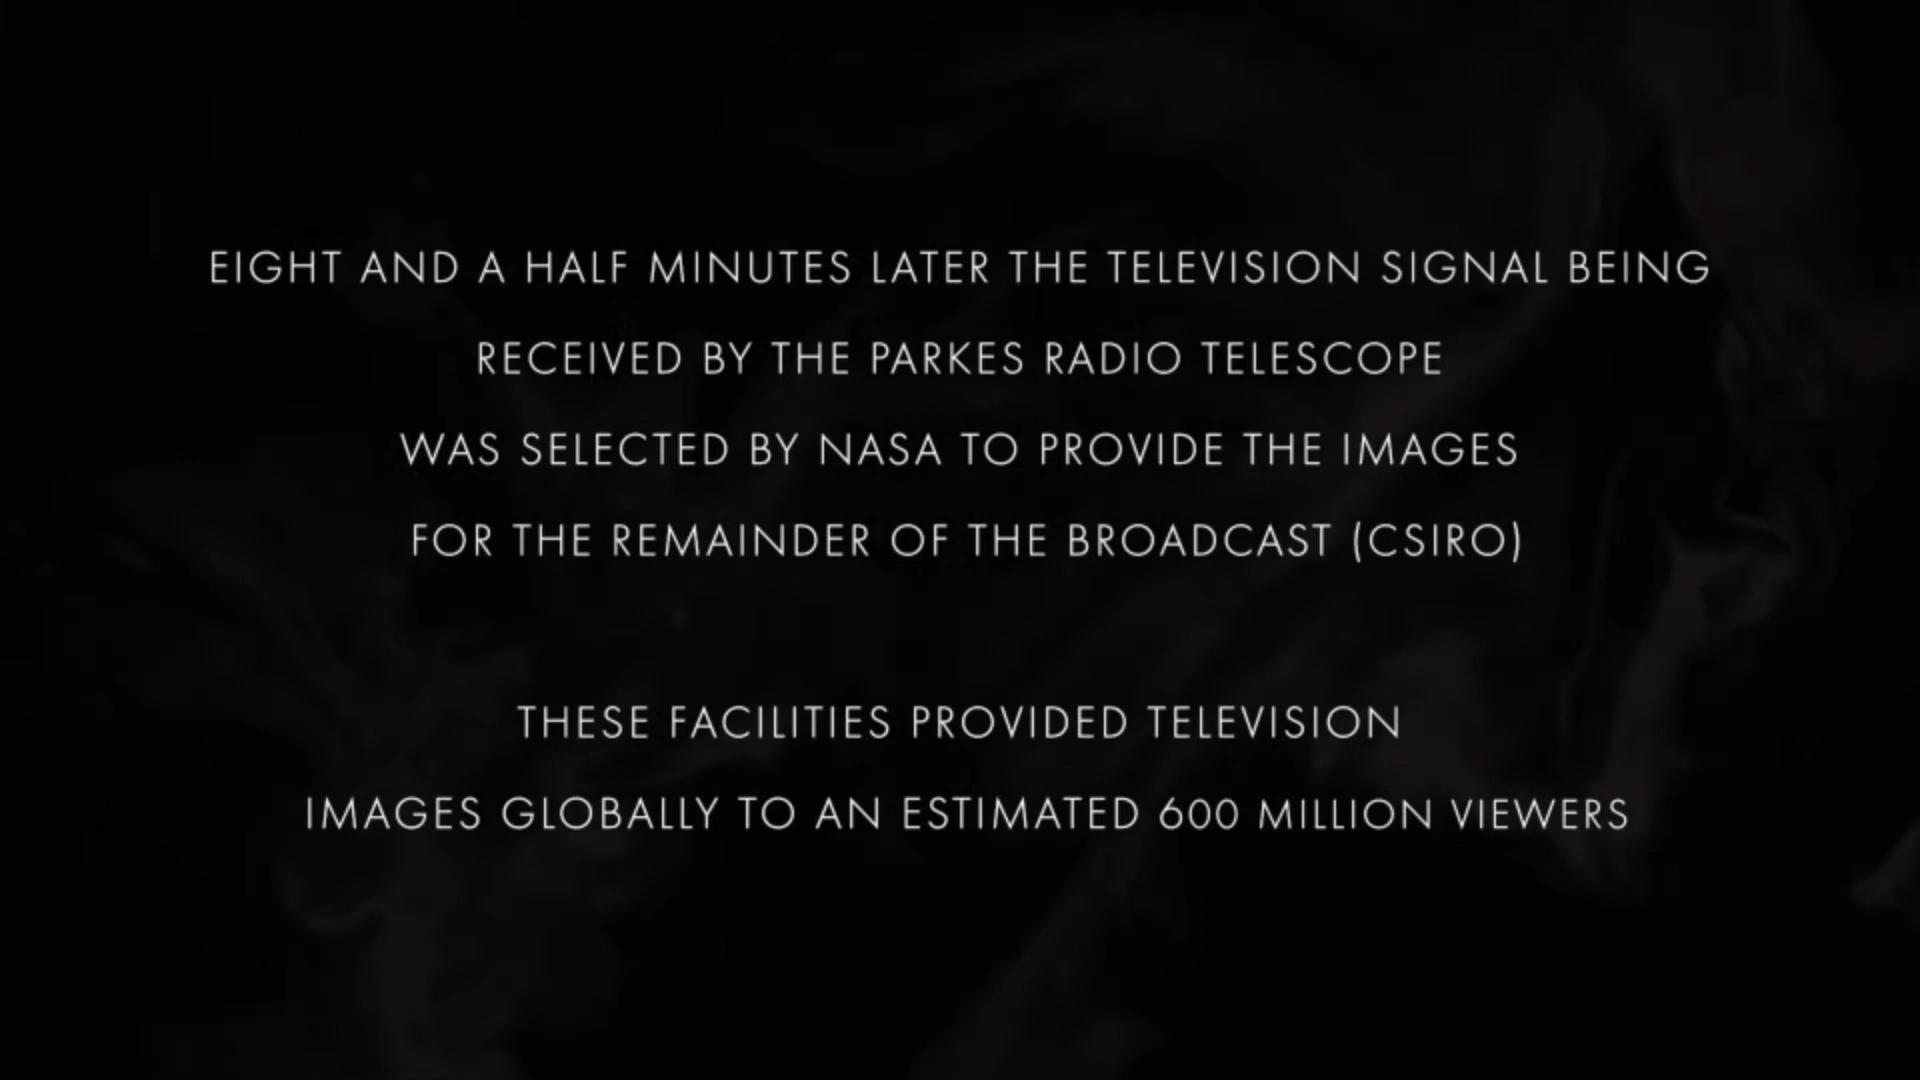 EIGHT AND A HALF MINUTES LATER THE TELEVISION SIGNAL BEING
RECEIVED BY THE PARKES RADIO TELESCOPE
WAS SELECTED BY NASA TO PROVIDE THE IMAGES
FOR THE REMAINDER OF THE BROADCAST (CSIRO)
THESE FACILITIES PROVIDED TELEVISION
IMAGES GLOBALLY TO AN ESTIMATED 600 MILLION VIEWERS